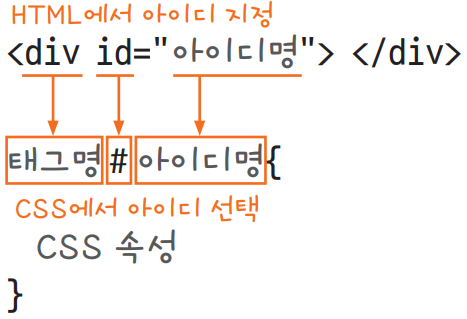 HTML에서 아이디 지정
<div id="아이디명"> </div>
태그명 # 아이디명{
CSS에서 아이디 선택
CSS 속성
}